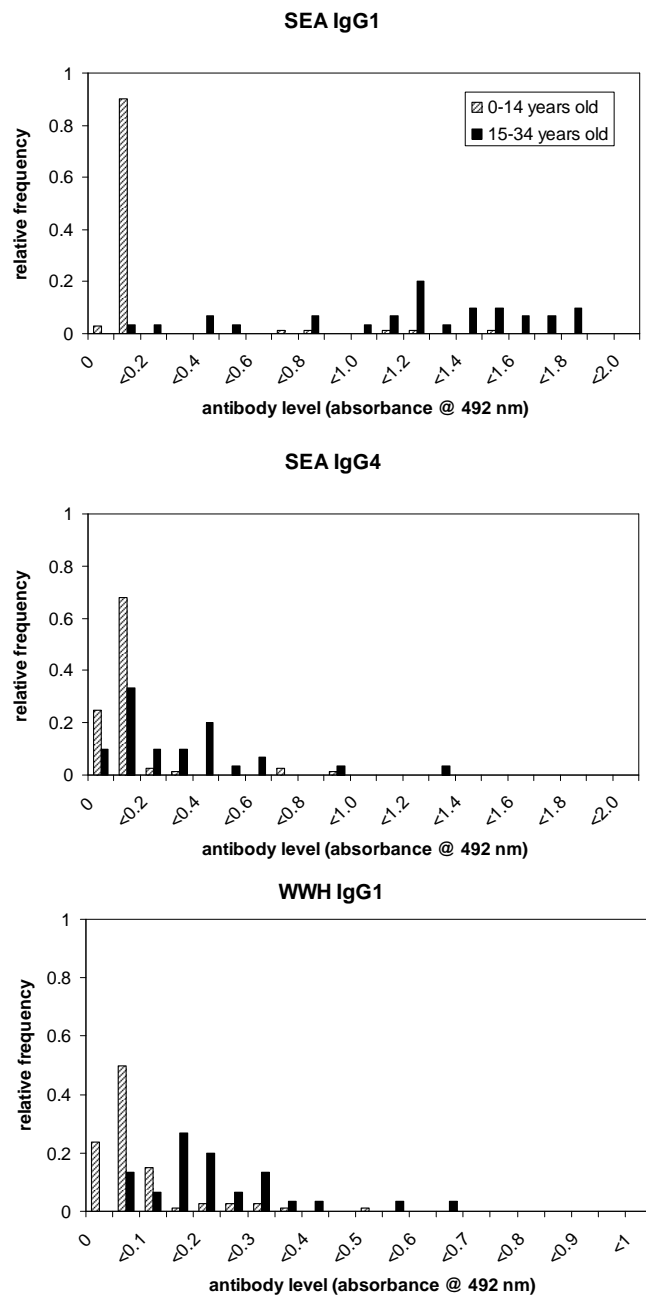 SEA IgG1
1
0.8
0.6
0.4
0.2
0
relative frequency
0-14 years old
15-34 years old
0 <0.2 <0.4 <0.6 <0.8 <1.0 <1.2 <1.4 <1.6 <1.8 <2.0
antibody level (absorbance @ 492 nm)
SEA IgG4
1
0.8
0.6
0.4
0.2
0
relative frequency
0 <0.2 <0.4 <0.6 <0.8 <1.0 <1.2 <1.4 <1.6 <1.8 <2.0
antibody level (absorbance @ 492 nm)
WWH IgG1
1
0.8
0.6
0.4
0.2
0
relative frequency
0 <0.1 <0.2 <0.3 <0.4 <0.5 <0.7 <0.8 <0.9 <1
antibody level (absorbance @ 492 nm)